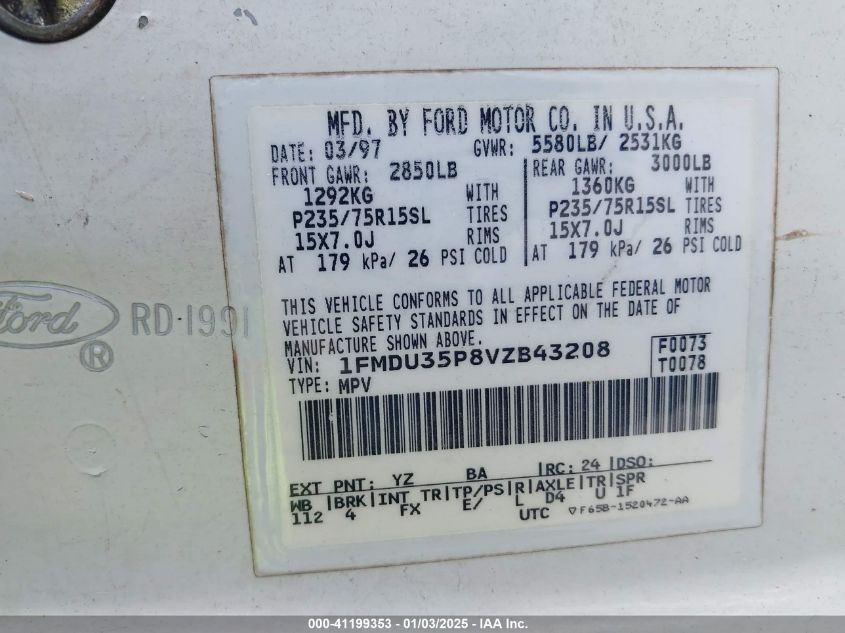 MFD. BY FORD MOTOR CO. IN U.S.A.
DATE: 03/97 GVWR: 5580LB/ 2531KG
FRONT GAWR: 2850LB REAR GAWR: 3000LB
1292KG WITH 1360KG WITH
P235/75R15SL TIRES P235/75R15SL TIRES
15X7.0J RIMS 15X7.0J RIMS
AT 179 kPa/ 26 PSI COLD AT 179 kPa/ 26 PSI COLD
THIS VEHICLE CONFORMS TO ALL APPLICABLE FEDERAL MOTOR
VEHICLE SAFETY STANDARDS IN EFFECT ON THE DATE OF
MANUFACTURE SHOWN ABOVE.
VIN: 1FMDU35P8VZB43208 F0073
TYPE: MPV T0078
Ford ® RD-1991
EXT PNT: YZ BA RC: 24 DSO:
WB BRK INT TR TP/PS R AXLE TR SPR
112 4 FX E/ L D4 U 1F
UTC ▽F65B-1520472-AA
000-41199353 - 01/03/2025 - IAA Inc.